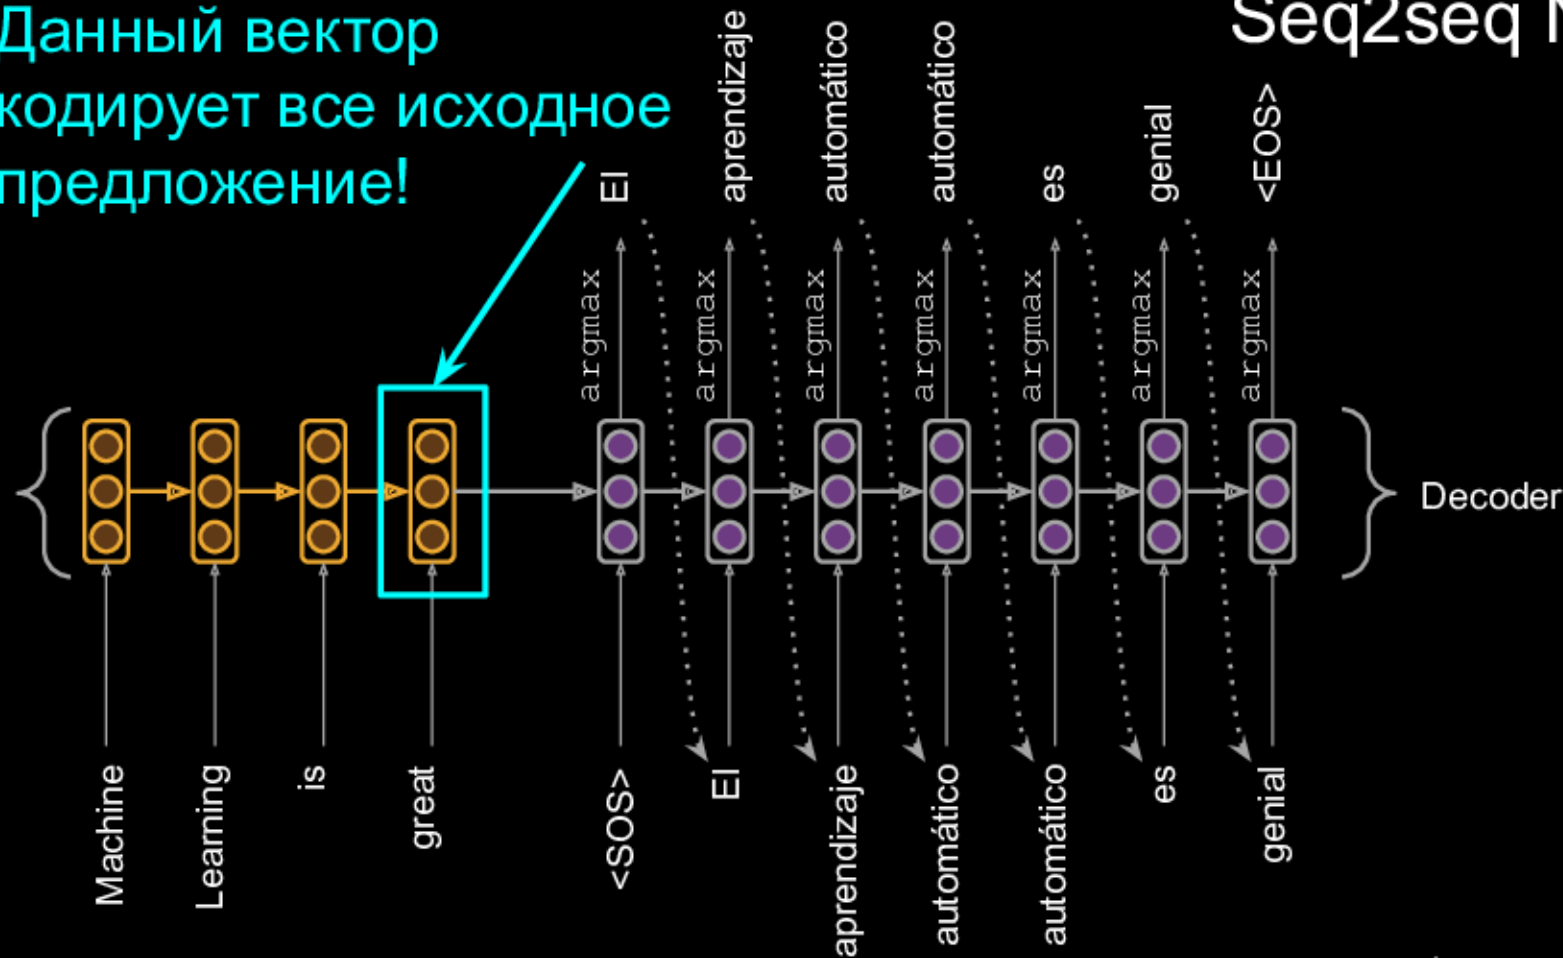 Данный вектор
кодирует все исходное
предложение!
Seq2seq
El
aprendizaje
automático
automático
es
genial
<EOS>
argmax
argmax
argmax
argmax
argmax
argmax
argmax
Decoder
Machine
Learning
is
great
<SOS>
El
aprendizaje
automático
automático
es
genial